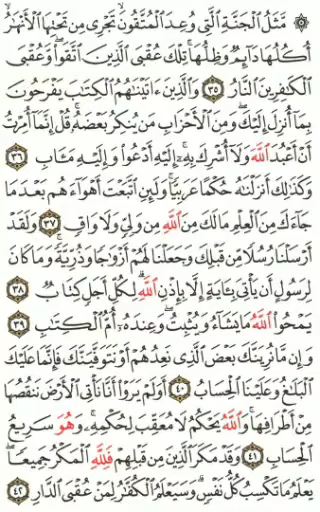 ۞ مَّثَلُ ٱلْجَنَّةِ ٱلَّتِى وُعِدَ ٱلْمُتَّقُونَ ۖ تَجْرِى مِن تَحْتِهَا ٱلْأَنْهَٰرُ ۖ
أُكُلُهَا دَآئِمٌ وَظِلُّهَا ۚ تِلْكَ عُقْبَى ٱلَّذِينَ ٱتَّقَوا۟ ۖ وَّعُقْبَى
ٱلْكَٰفِرِينَ ٱلنَّارُ ۝٣٥ وَٱلَّذِينَ ءَاتَيْنَٰهُمُ ٱلْكِتَٰبَ يَفْرَحُونَ
بِمَآ أُنزِلَ إِلَيْكَ ۖ وَمِنَ ٱلْأَحْزَابِ مَن يُنكِرُ بَعْضَهُۥ ۚ قُلْ إِنَّمَآ أُمِرْتُ
أَنْ أَعْبُدَ ٱللَّهَ وَلَآ أُشْرِكَ بِهِۦٓ ۚ إِلَيْهِ أَدْعُوا۟ وَإِلَيْهِ مَـَٔابِ ۝٣٦
وَكَذَٰلِكَ أَنزَلْنَٰهُ حُكْمًا عَرَبِيًّا ۚ وَلَئِنِ ٱتَّبَعْتَ أَهْوَآءَهُم بَعْدَ مَا
جَآءَكَ مِنَ ٱلْعِلْمِ مَا لَكَ مِنَ ٱللَّهِ مِن وَلِىٍّ وَلَا وَاقٍ ۝٣٧ وَلَقَدْ
أَرْسَلْنَا رُسُلًا مِّن قَبْلِكَ وَجَعَلْنَا لَهُمْ أَزْوَٰجًا وَذُرِّيَّةً ۚ وَمَا كَانَ
لِرَسُولٍ أَن يَأْتِىَ بِـَٔايَةٍ إِلَّا بِإِذْنِ ٱللَّهِ ۗ لِكُلِّ أَجَلٍ كِتَابٌ ۝٣٨
يَمْحُوا۟ ٱللَّهُ مَا يَشَآءُ وَيُثْبِتُ ۖ وَعِندَهُۥٓ أُمُّ ٱلْكِتَٰبِ ۝٣٩
وَإِن مَّا نُرِيَنَّكَ بَعْضَ ٱلَّذِى نَعِدُهُمْ أَوْ نَتَوَفَّيَنَّكَ فَإِنَّمَا عَلَيْكَ
ٱلْبَلَٰغُ وَعَلَيْنَا ٱلْحِسَابُ ۝٤٠ أَوَلَمْ يَرَوْا۟ أَنَّا نَأْتِى ٱلْأَرْضَ نَنقُصُهَا
مِنْ أَطْرَافِهَا ۚ وَٱللَّهُ يَحْكُمُ لَا مُعَقِّبَ لِحُكْمِهِۦ ۚ وَهُوَ سَرِيعُ
ٱلْحِسَابِ ۝٤١ وَقَدْ مَكَرَ ٱلَّذِينَ مِن قَبْلِهِمْ فَلِلَّهِ ٱلْمَكْرُ جَمِيعًا ۖ
يَعْلَمُ مَا تَكْسِبُ كُلُّ نَفْسٍ ۗ وَسَيَعْلَمُ ٱلْكُفَّٰرُ لِمَنْ عُقْبَى ٱلدَّارِ ۝٤٢